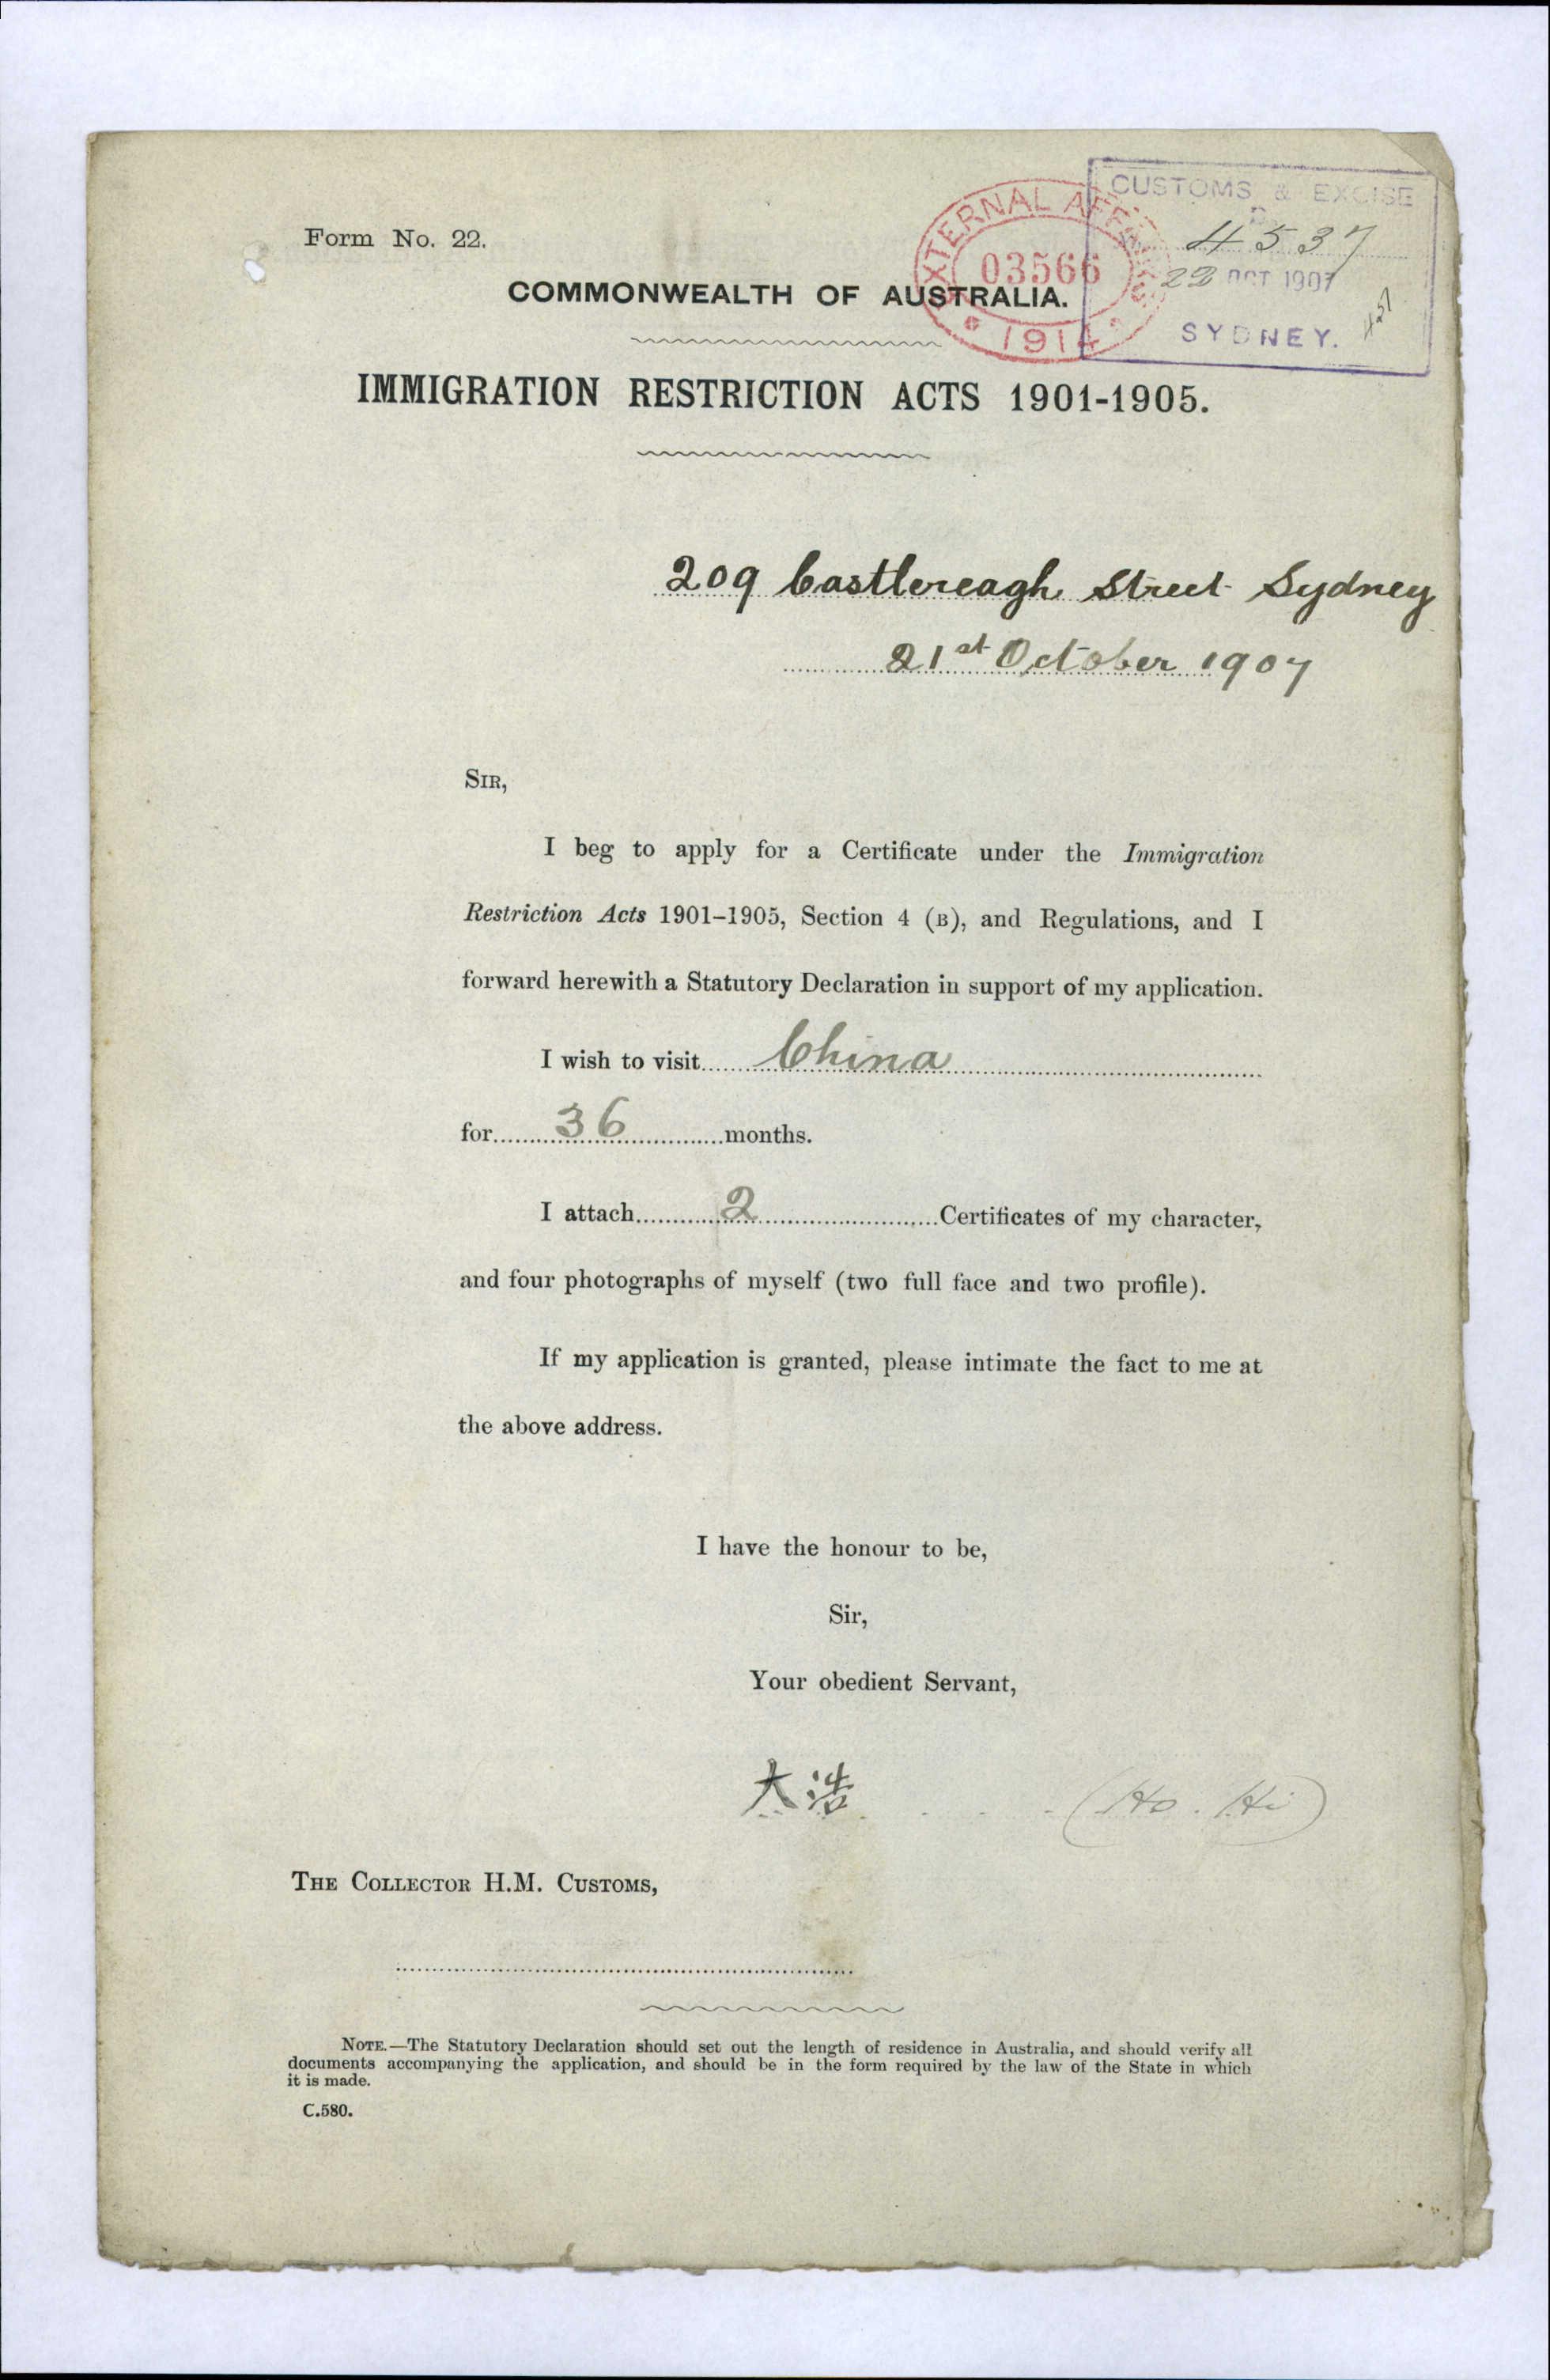 CUSTOMS & EXCISE
EXTERNAL AFFAIRS
4537
Form No. 22.
03566
22 OCT 1907
COMMONWEALTH OF AUSTRALIA.
1914
SYDNEY.
IMMIGRATION RESTRICTION ACTS 1901-1905.
209 Castlereagh Street Sydney
21st October 1907
SIR,
I beg to apply for a Certificate under the Immigration
Restriction Acts 1901–1905, Section 4 (B), and Regulations, and I
forward herewith a Statutory Declaration in support of my application.
I wish to visit China
for 36 months.
I attach 2 Certificates of my character,
and four photographs of myself (two full face and two profile).
If my application is granted, please intimate the fact to me at
the above address.
I have the honour to be,
Sir,
Your obedient Servant,
大浩 (Ho. Hi)
THE COLLECTOR H.M. CUSTOMS,
NOTE.—The Statutory Declaration should set out the length of residence in Australia, and should verify all
documents accompanying the application, and should be in the form required by the law of the State in which
it is made.
C.580.